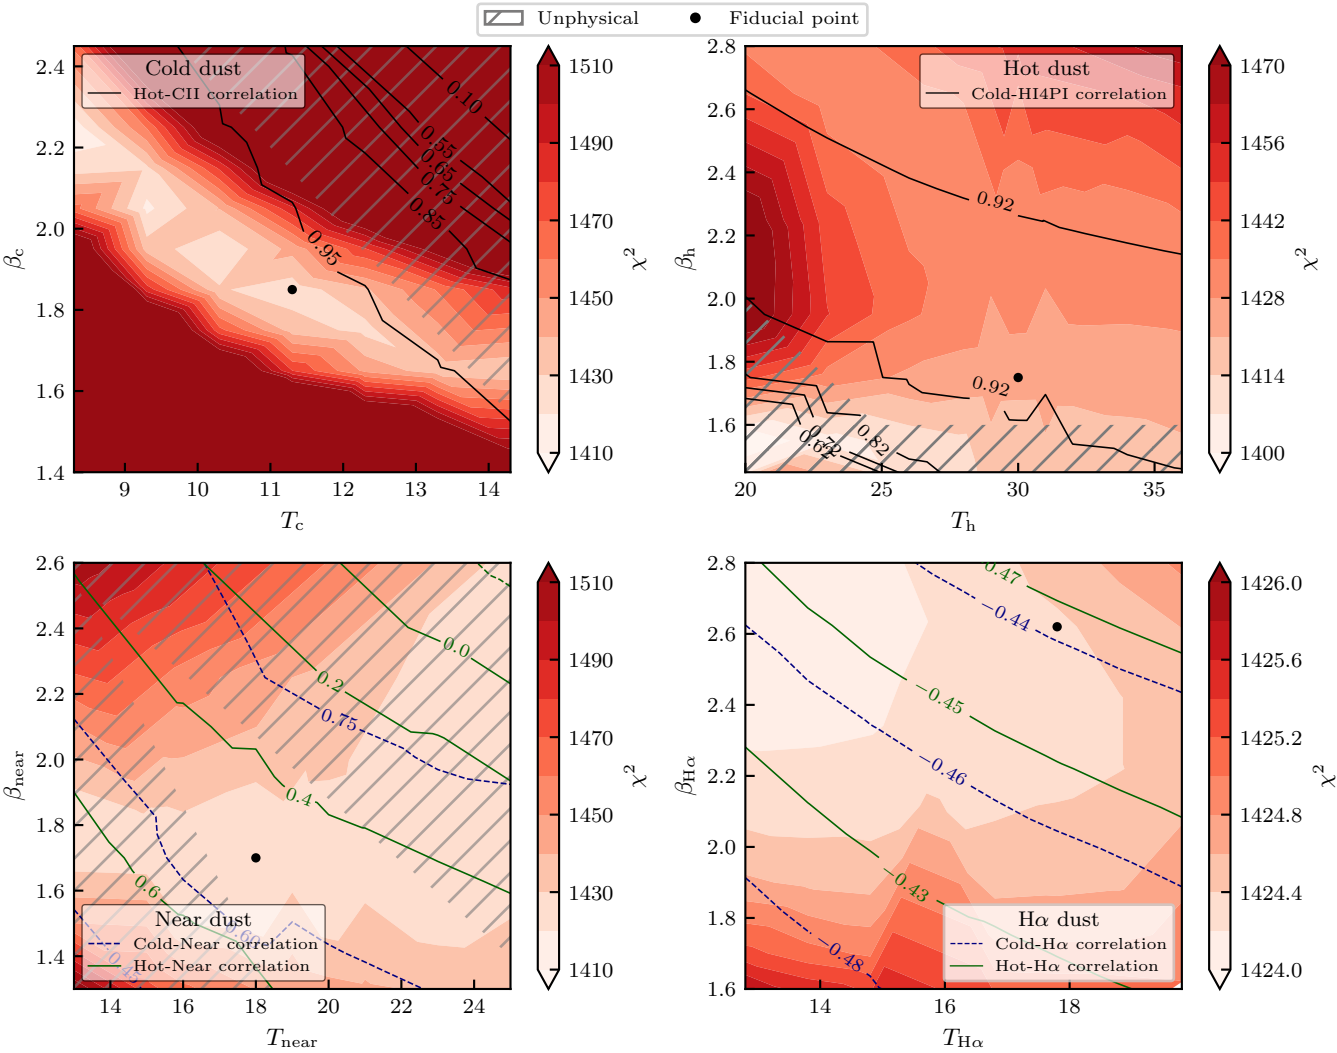 Unphysical Fiducial point
Cold dust
Hot-CII correlation
0.10
0.55
0.65
0.75
0.85
0.95
2.4
2.2
2.0
1.8
1.6
1.4
βc
9 10 11 12 13 14
Tc
1510
1490
1470
1450
1430
1410
χ²
Hot dust
Cold-HI4PI correlation
0.92
0.92
0.82
0.72
0.62
2.8
2.6
2.4
2.2
2.0
1.8
1.6
βh
20 25 30 35
Th
1470
1456
1442
1428
1414
1400
χ²
0.0
0.2
0.75
0.4
0.6
0.60
0.45
Near dust
Cold-Near correlation
Hot-Near correlation
2.6
2.4
2.2
2.0
1.8
1.6
1.4
βnear
14 16 18 20 22 24
Tnear
1510
1490
1470
1450
1430
1410
χ²
−0.47
−0.44
−0.45
−0.46
−0.43
−0.48
Hα dust
Cold-Hα correlation
Hot-Hα correlation
2.8
2.6
2.4
2.2
2.0
1.8
1.6
βHα
14 16 18
THα
1426.0
1425.6
1425.2
1424.8
1424.4
1424.0
χ²